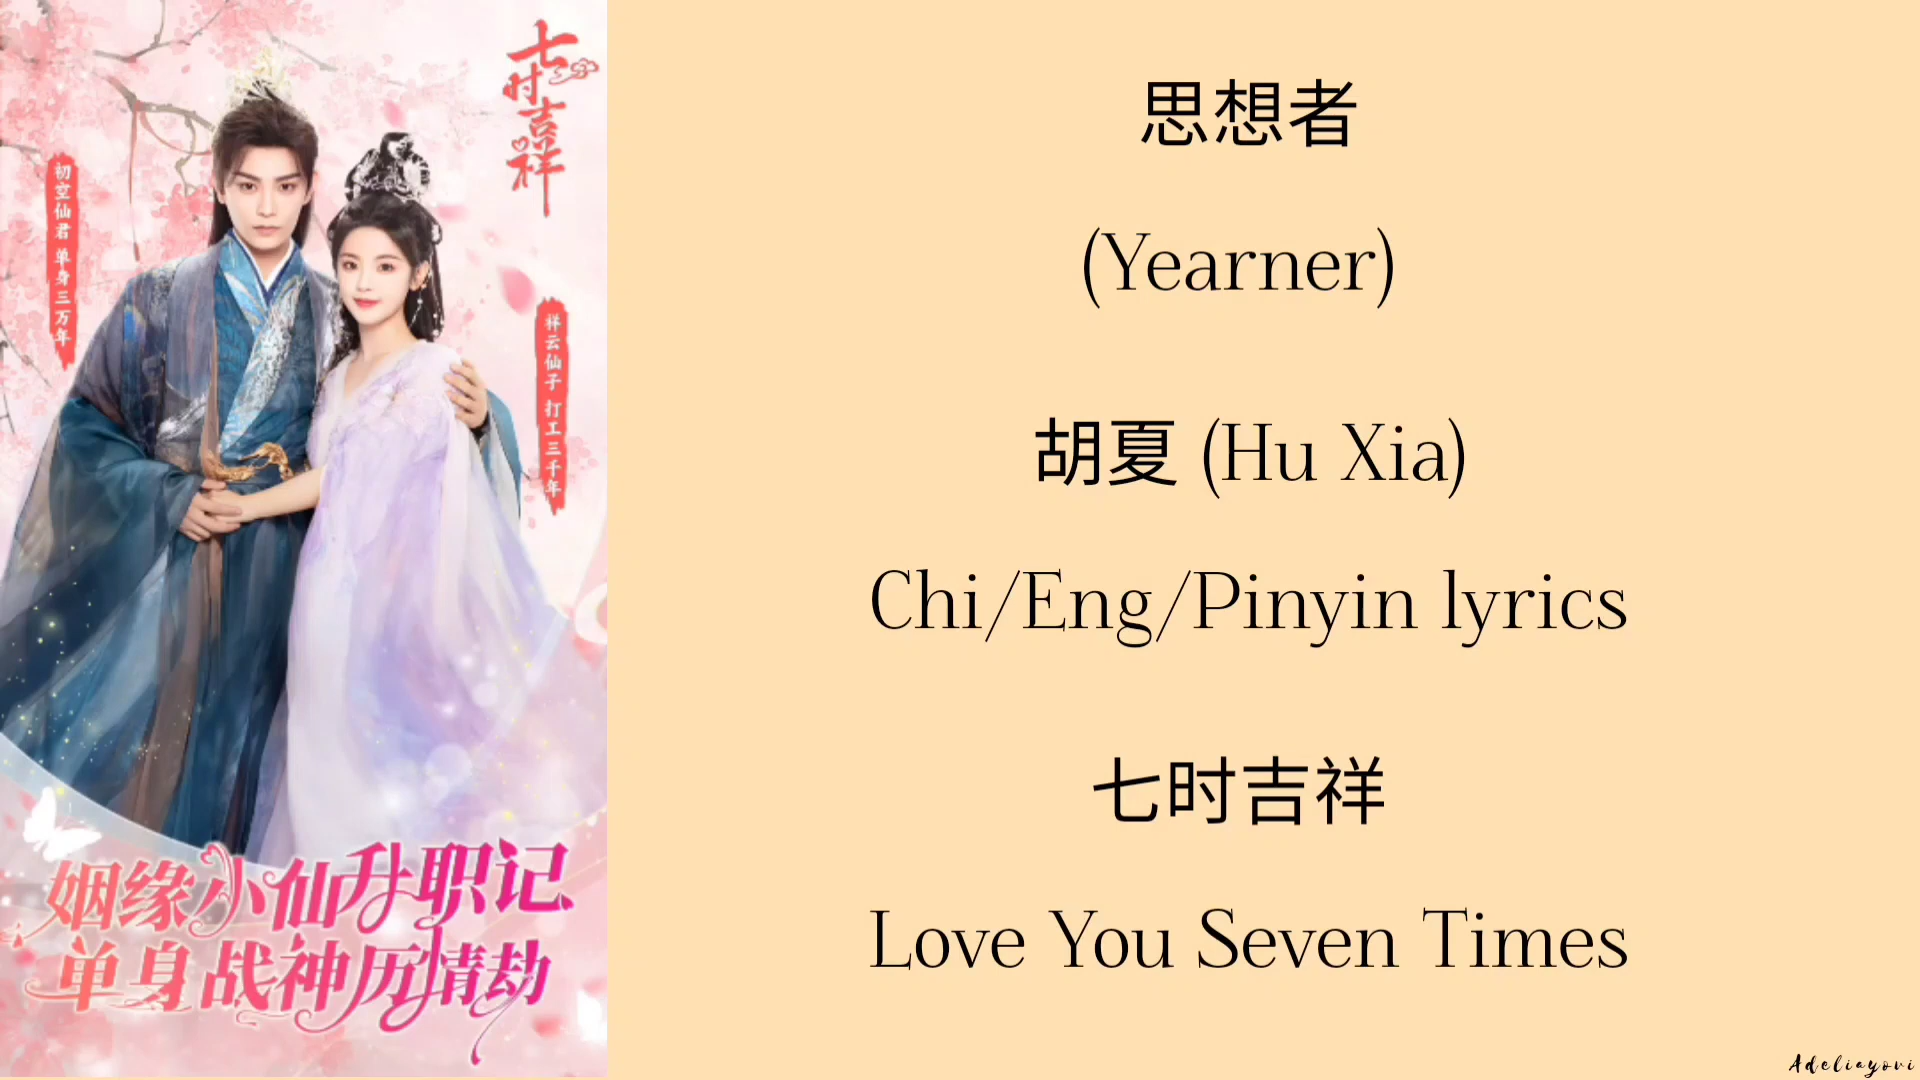 七时吉祥
初空仙君 单身三万年
祥云仙子 打工三千年
姻缘小仙升职记
单身战神历情劫
思想者
(Yearner)
胡夏 (Hu Xia)
Chi/Eng/Pinyin lyrics
七时吉祥
Love You Seven Times
Adeliayovi